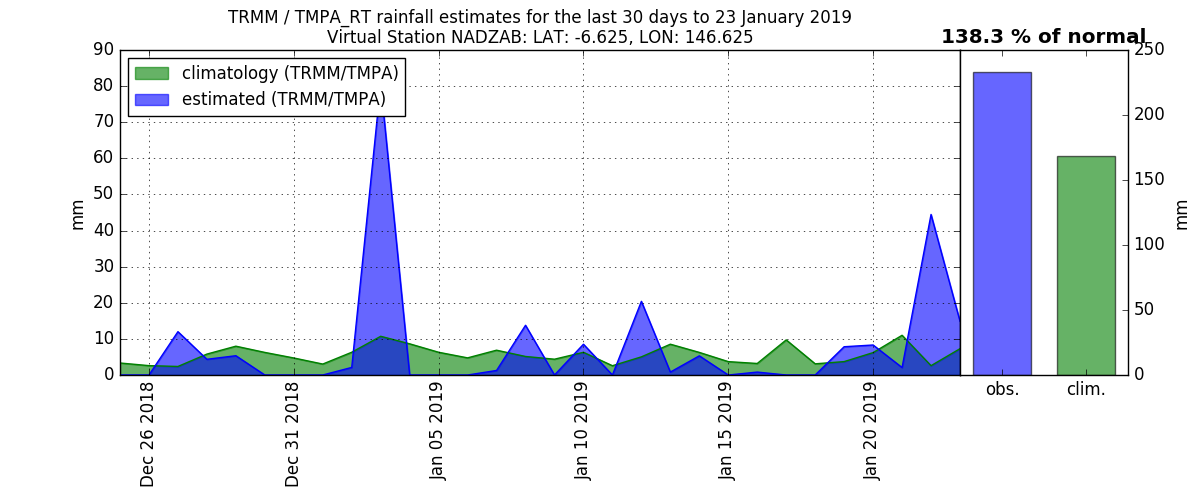 TRMM / TMPA_RT rainfall estimates for the last 30 days to 23 January 2019
Virtual Station NADZAB: LAT: -6.625, LON: 146.625
138.3 % of normal
climatology (TRMM/TMPA)
estimated (TRMM/TMPA)
mm
90
80
70
60
50
40
30
20
10
0
Dec 26 2018
Dec 31 2018
Jan 05 2019
Jan 10 2019
Jan 15 2019
Jan 20 2019
250
200
150
100
50
0
mm
obs.
clim.